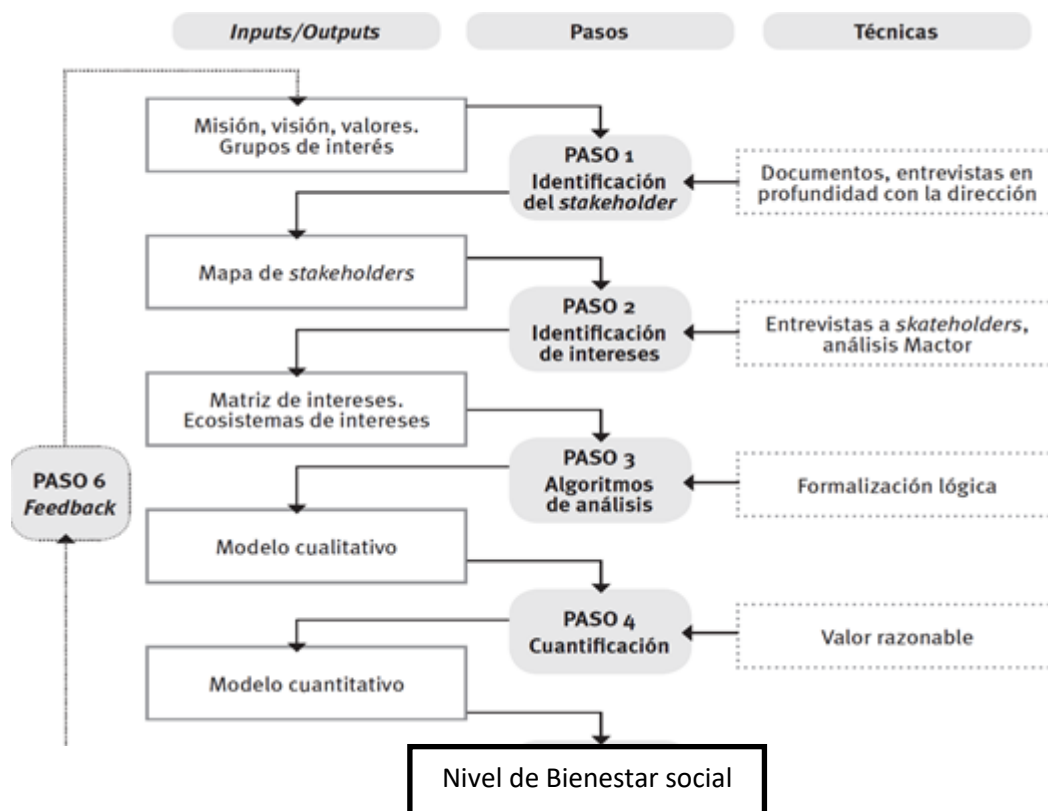 Inputs/Outputs
Pasos
Técnicas
Misión, visión, valores.
Grupos de interés
PASO 1
Identificación
del stakeholder
Documentos, entrevistas en
profundidad con la dirección
Mapa de stakeholders
PASO 2
Identificación
de intereses
Entrevistas a skateholders,
análisis Mactor
Matriz de intereses.
Ecosistemas de intereses
PASO 3
Algoritmos
de análisis
Formalización lógica
PASO 6
Feedback
Modelo cualitativo
PASO 4
Cuantificación
Valor razonable
Modelo cuantitativo
Nivel de Bienestar social